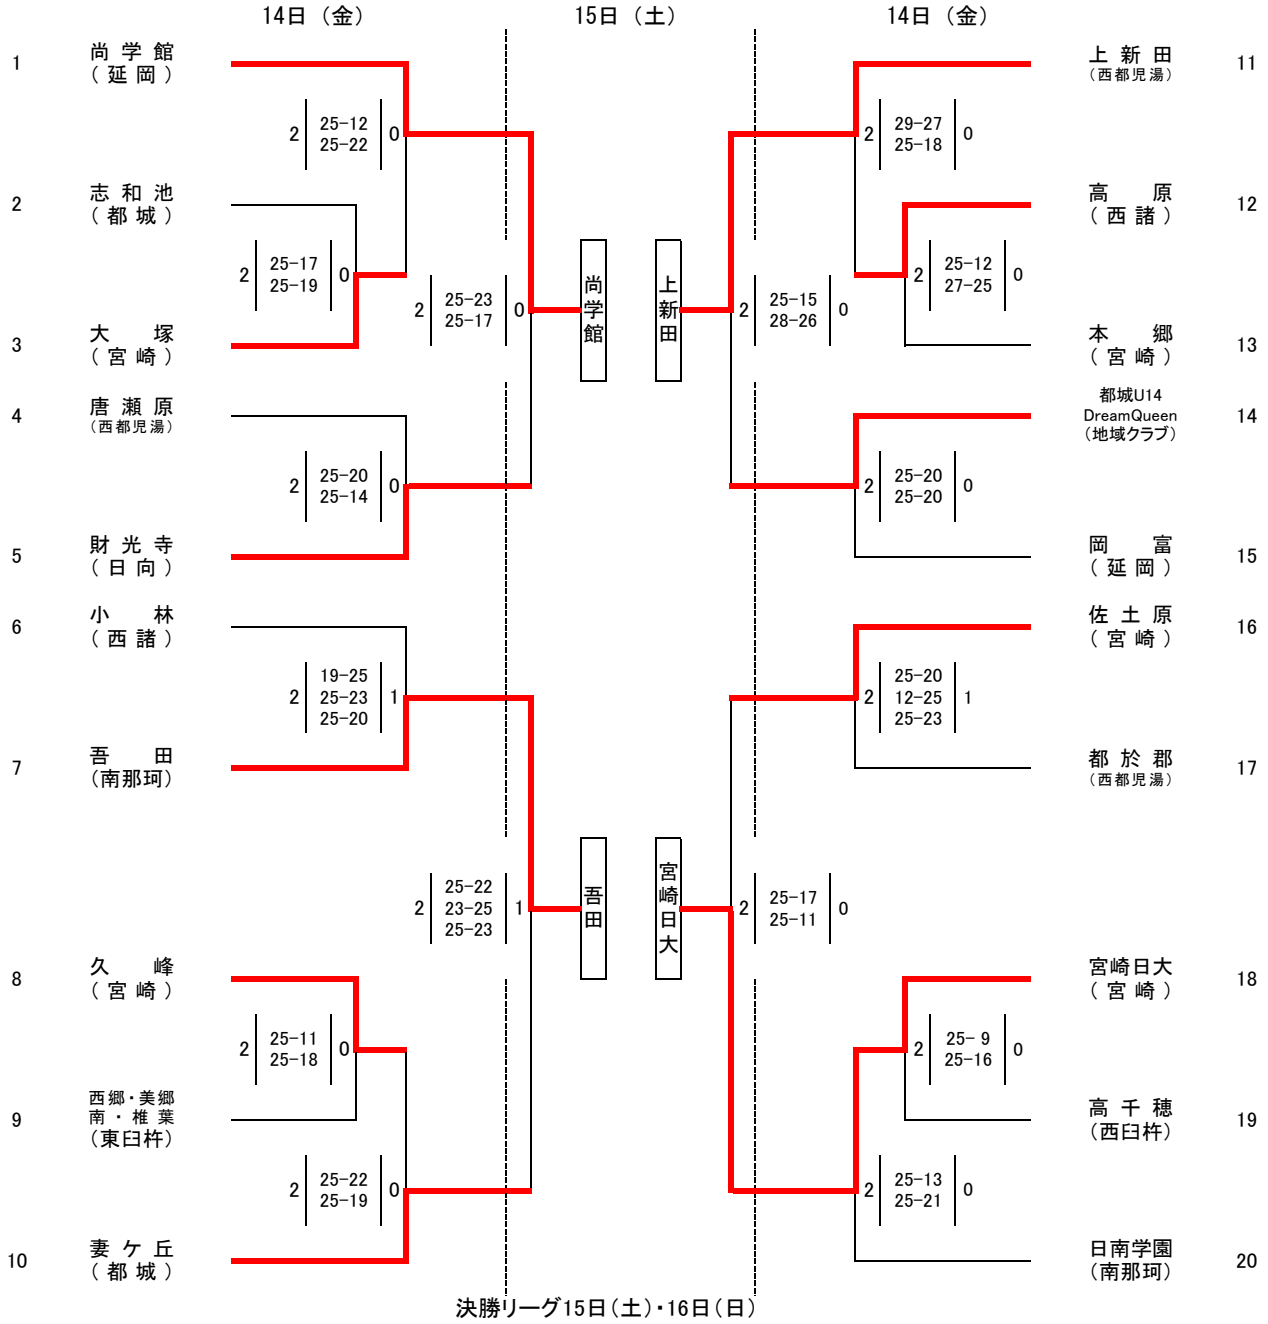 14日（金）
15日（土）
14日（金）
1
尚学館
（延岡）
2
25-12
25-22
0
2
志和池
（都城）
2
25-17
25-19
0
3
大塚
（宮崎）
2
25-23
25-17
0
尚学館
4
唐瀬原
（西都児湯）
2
25-20
25-14
0
5
財光寺
（日向）
6
小林
（西諸）
2
19-25
25-23
25-20
1
7
吾田
（南那珂）
2
25-22
23-25
25-23
1
吾田
8
久峰
（宮崎）
2
25-11
25-18
0
9
西郷・美郷
南・椎葉
（東臼杵）
2
25-22
25-19
0
10
妻ケ丘
（都城）
上新田
（西都児湯）
11
2
29-27
25-18
0
高原
（西諸）
12
2
25-12
27-25
0
上新田
2
25-15
28-26
0
本郷
（宮崎）
13
都城U14
DreamQueen
（地域クラブ）
14
2
25-20
25-20
0
岡富
（延岡）
15
佐土原
（宮崎）
16
2
25-20
12-25
25-23
1
都於郡
（西都児湯）
17
宮崎日大
2
25-17
25-11
0
宮崎日大
（宮崎）
18
2
25- 9
25-16
0
高千穂
（西臼杵）
19
2
25-13
25-21
0
日南学園
（南那珂）
20
決勝リーグ15日（土）・16日（日）